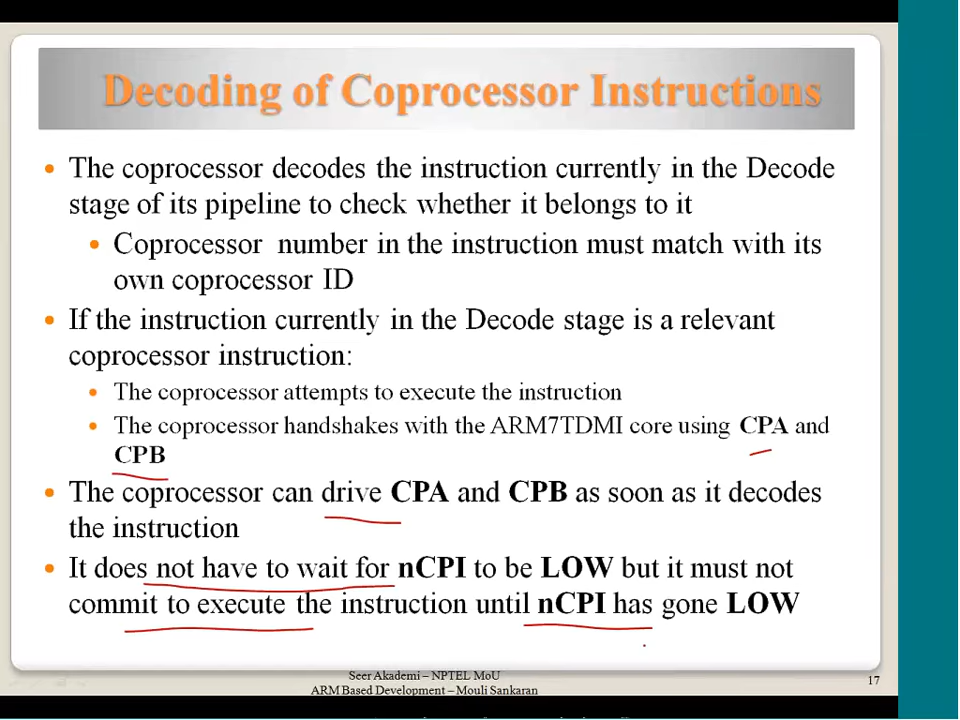 Decoding of Coprocessor Instructions
• The coprocessor decodes the instruction currently in the Decode
stage of its pipeline to check whether it belongs to it
• Coprocessor number in the instruction must match with its
own coprocessor ID
• If the instruction currently in the Decode stage is a relevant
coprocessor instruction:
• The coprocessor attempts to execute the instruction
• The coprocessor handshakes with the ARM7TDMI core using CPA and
CPB
• The coprocessor can drive CPA and CPB as soon as it decodes
the instruction
• It does not have to wait for nCPI to be LOW but it must not
commit to execute the instruction until nCPI has gone LOW
Seer Akademi – NPTEL MoU
ARM Based Development – Mouli Sankaran
17